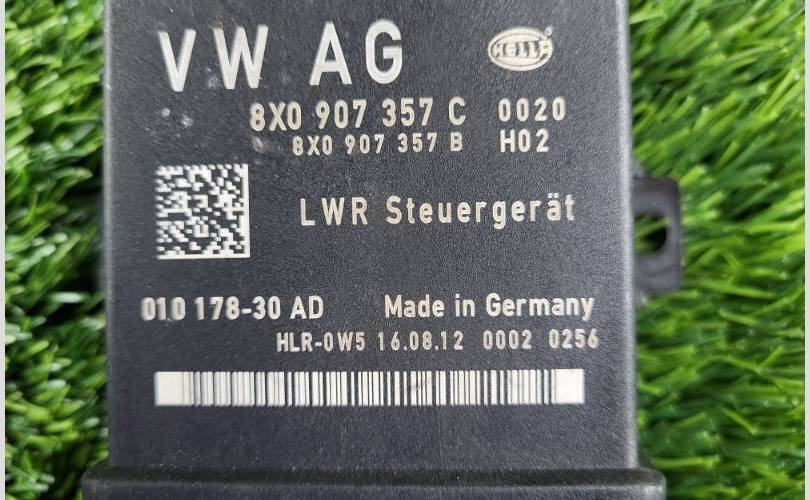 VW AG HELLA
8X0 907 357 C 0020
8X0 907 357 B H02
LWR Steuergerät
010 178-30 AD Made in Germany
HLR-0W5 16.08.12 0002 0256